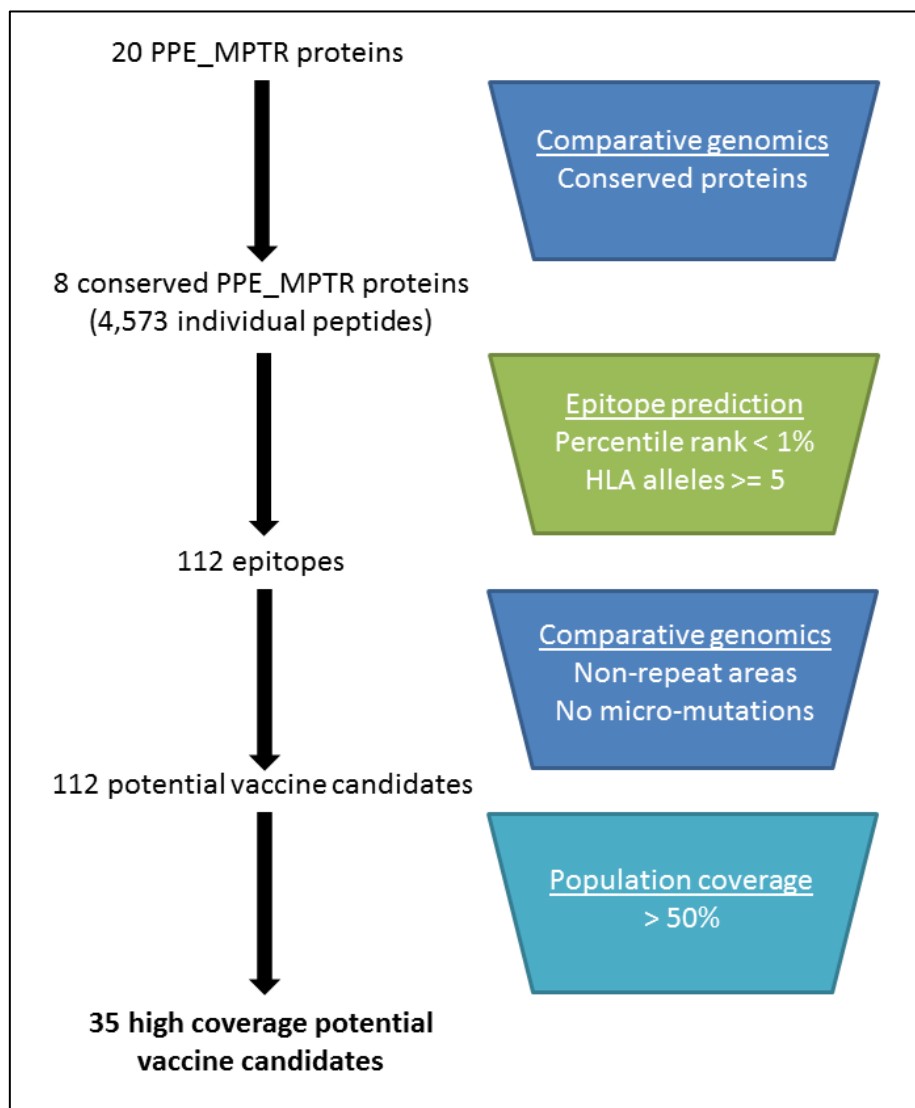 20 PPE_MPTR proteins
Comparative genomics
Conserved proteins
8 conserved PPE_MPTR proteins
(4,573 individual peptides)
Epitope prediction
Percentile rank < 1%
HLA alleles >= 5
112 epitopes
Comparative genomics
Non-repeat areas
No micro-mutations
112 potential vaccine candidates
Population coverage
> 50%
35 high coverage potential
vaccine candidates